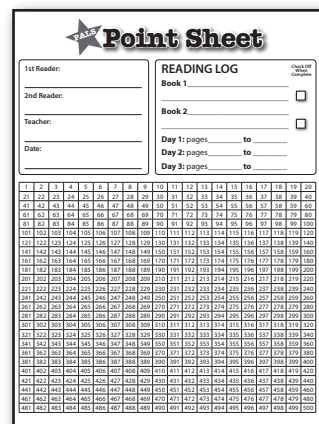 PALS Point Sheet
1st Reader:
2nd Reader:
Teacher:
Date:
READING LOG
Check Off
When
Complete
Book 1
Book 2
Day 1: pages to
Day 2: pages to
Day 3: pages to
1 2 3 4 5 6 7 8 9 10 11 12 13 14 15 16 17 18 19 20
21 22 23 24 25 26 27 28 29 30 31 32 33 34 35 36 37 38 39 40
41 42 43 44 45 46 47 48 49 50 51 52 53 54 55 56 57 58 59 60
61 62 63 64 65 66 67 68 69 70 71 72 73 74 75 76 77 78 79 80
81 82 83 84 85 86 87 88 89 90 91 92 93 94 95 96 97 98 99 100
101 102 103 104 105 106 107 108 109 110 111 112 113 114 115 116 117 118 119 120
121 122 123 124 125 126 127 128 129 130 131 132 133 134 135 136 137 138 139 140
141 142 143 144 145 146 147 148 149 150 151 152 153 154 155 156 157 158 159 160
161 162 163 164 165 166 167 168 169 170 171 172 173 174 175 176 177 178 179 180
181 182 183 184 185 186 187 188 189 190 191 192 193 194 195 196 197 198 199 200
201 202 203 204 205 206 207 208 209 210 211 212 213 214 215 216 217 218 219 220
221 222 223 224 225 226 227 228 229 230 231 232 233 234 235 236 237 238 239 240
241 242 243 244 245 246 247 248 249 250 251 252 253 254 255 256 257 258 259 260
261 262 263 264 265 266 267 268 269 270 271 272 273 274 275 276 277 278 279 280
281 282 283 284 285 286 287 288 289 290 291 292 293 294 295 296 297 298 299 300
301 302 303 304 305 306 307 308 309 310 311 312 313 314 315 316 317 318 319 320
321 322 323 324 325 326 327 328 329 330 331 332 333 334 335 336 337 338 339 340
341 342 343 344 345 346 347 348 349 350 351 352 353 354 355 356 357 358 359 360
361 362 363 364 365 366 367 368 369 370 371 372 373 374 375 376 377 378 379 380
381 382 383 384 385 386 387 388 389 390 391 392 393 394 395 396 397 398 399 400
401 402 403 404 405 406 407 408 409 410 411 412 413 414 415 416 417 418 419 420
421 422 423 424 425 426 427 428 429 430 431 432 433 434 435 436 437 438 439 440
441 442 443 444 445 446 447 448 449 450 451 452 453 454 455 456 457 458 459 460
461 462 463 464 465 466 467 468 469 470 471 472 473 474 475 476 477 478 479 480
481 482 483 484 485 486 487 488 489 490 491 492 493 494 495 496 497 498 499 500